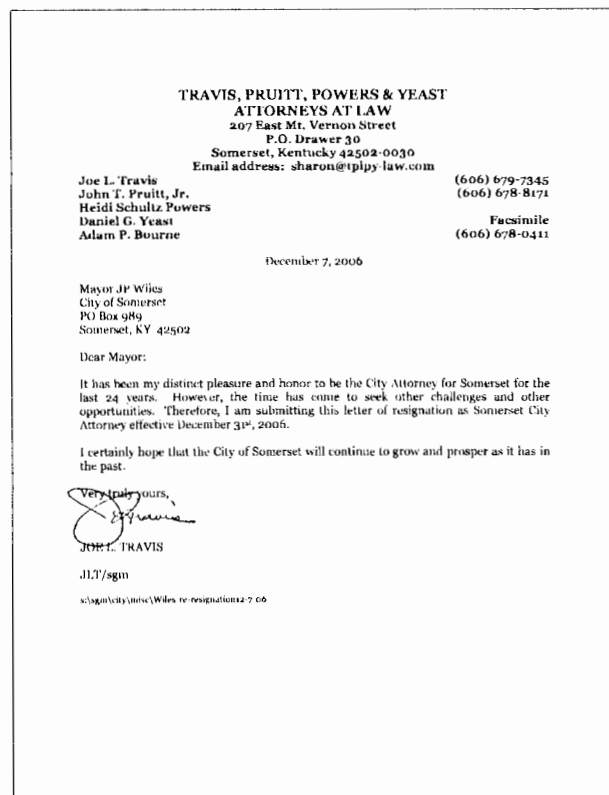 TRAVIS, PRUITT, POWERS & YEAST
ATTORNEYS AT LAW
207 East Mt. Vernon Street
P.O. Drawer 30
Somerset, Kentucky 42502-0030
Email address: sharon@tplpy-law.com
Joe L. Travis (606) 679-7345
John T. Pruitt, Jr. (606) 678-8171
Heidi Schultz Powers
Daniel G. Yeast Facsimile
Adam P. Bourne (606) 678-0411
December 7, 2006
Mayor JP Wiles
City of Somerset
PO Box 989
Somerset, KY 42502
Dear Mayor:
It has been my distinct pleasure and honor to be the City Attorney for Somerset for the
last 24 years. However, the time has come to seek other challenges and other
opportunities. Therefore, I am submitting this letter of resignation as Somerset City
Attorney effective December 31st, 2006.
I certainly hope that the City of Somerset will continue to grow and prosper as it has in
the past.
Very truly yours,
JOE L. TRAVIS
JLT/sgm
s:\sgm\city\misc\Wiles re-resignation12-7-06